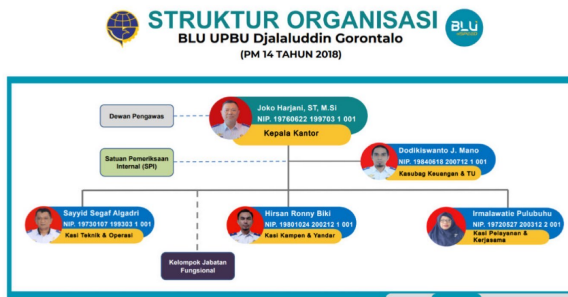 STRUKTUR ORGANISASI
BLU UPBU Djalaluddin Gorontalo
(PM 14 TAHUN 2018)
BLU
Dewan Pengawas
Joko Harjani, ST, M.Si
NIP. 19760622 199703 1 001
Kepala Kantor
Satuan Pemeriksaan
Internal (SPI)
Dodikiswanto J. Mano
NIP. 19840618 200712 1 001
Kasubag Keuangan & TU
Sayyid Segaf Algadri
NIP. 19730107 199303 1 001
Kasi Teknik & Operasi
Hirsan Ronny Biki
NIP. 19801024 200212 1 001
Kasi Kampen & Yandar
Irmalawatie Pulubuhu
NIP. 19720527 200312 2 001
Kasi Pelayanan &
Kerjasama
Kelompok Jabatan
Fungsional